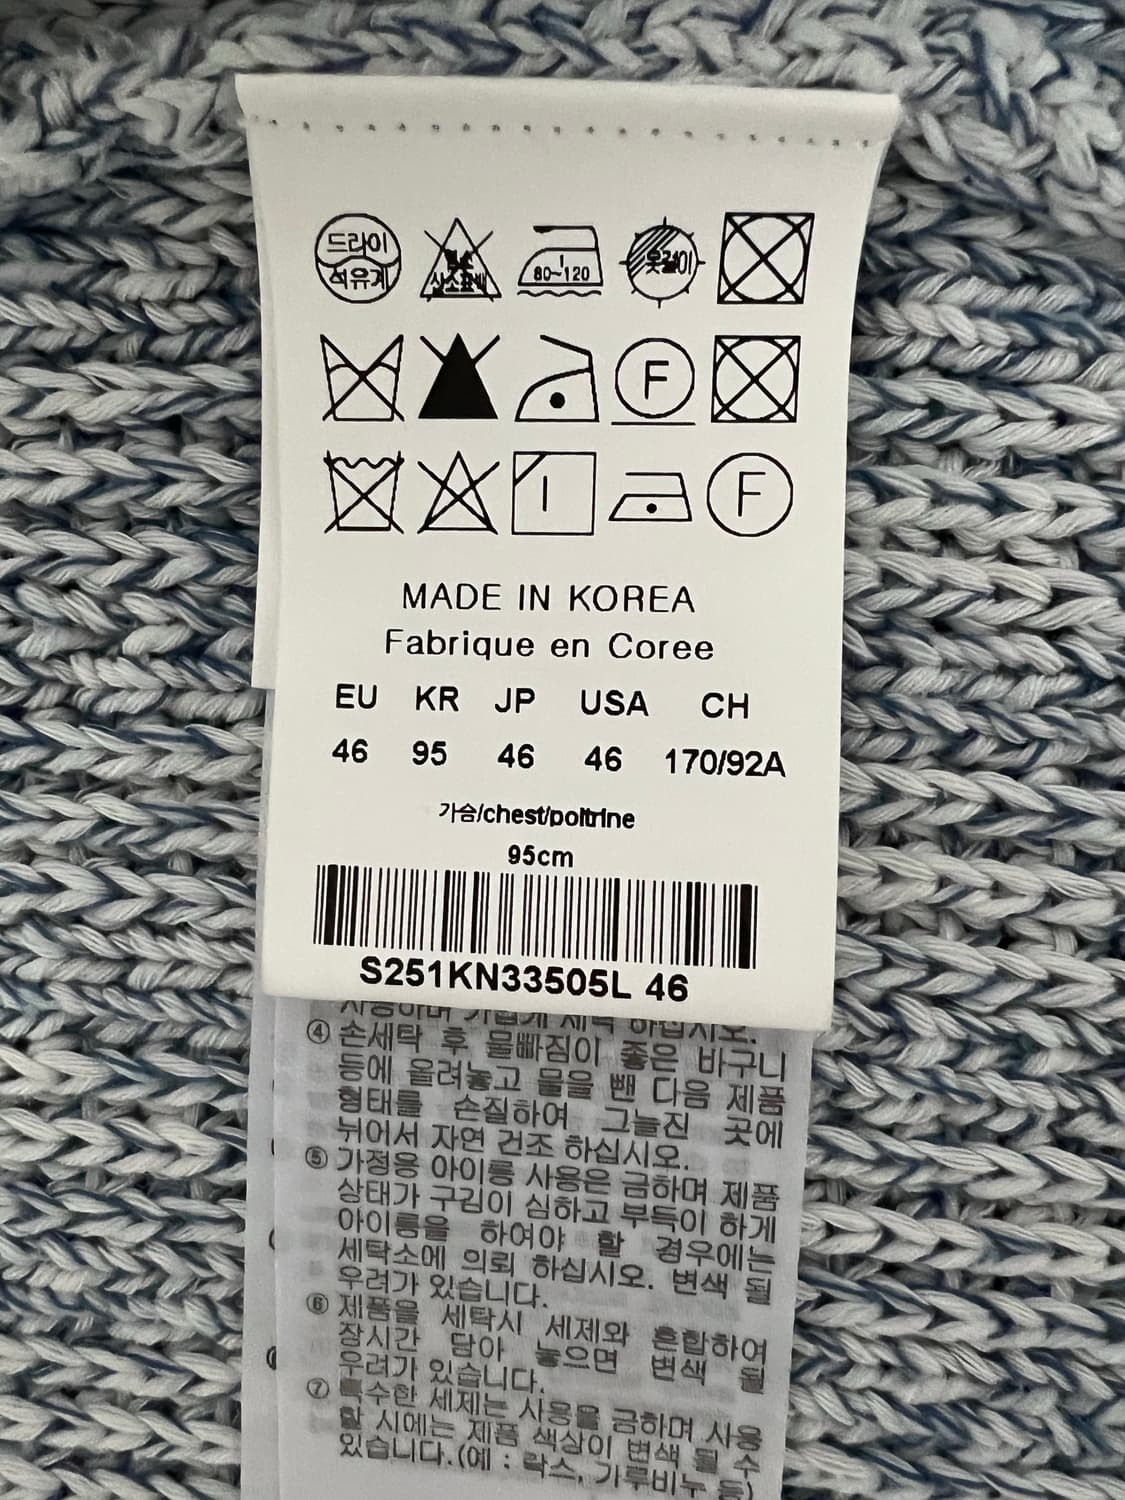 드라이
석유계
염소
산소표백
80~120
옷걸이
F
F
MADE IN KOREA
Fabrique en Coree
EU KR JP USA CH
46 95 46 46 170/92A
가슴/chest/poitrine
95cm
S251KN33505L 46
④ 손세탁 후 물빠짐이 좋은 바구니
등에 올려놓고 물을 뺀 다음 제품
형태를 손질하여 그늘진 곳에
뉘어서 자연 건조 하십시오.
⑤ 가정용 아이롱 사용은 금하며 제품
상태가 구김이 심하고 부득이 하게
아이롱을 하여야 할 경우에는
세탁소에 의뢰 하십시오. 변색 될
우려가 있습니다.
⑥ 제품을 세탁시 세제와 혼합하여
장시간 담아 놓으면 변색 될
우려가 있습니다.
⑦ 특수한 세제는 사용을 금하며 사용
할 시에는 제품 색상이 변색 될 수
있습니다.(예 : 락스, 가루비누 등)